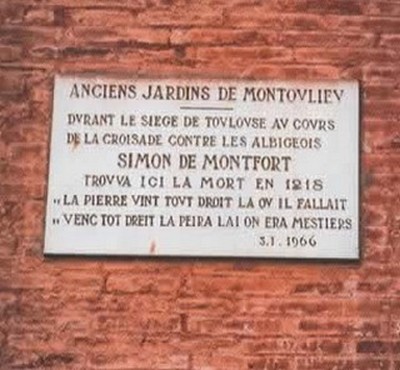 ANCIENS JARDINS DE MONTOVLIEV
DVRANT LE SIEGE DE TOVLOVSE AV COVRS
DE LA CROISADE CONTRE LES ALBIGEOIS
SIMON DE MONTFORT
TROVVA ICI LA MORT EN 1218
„ LA PIERRE VINT TOVT DROIT LA OV IL FALLAIT
„ VENC TOT DREIT LA PEIRA LAI ON ERA MESTIERS
3.1.1966